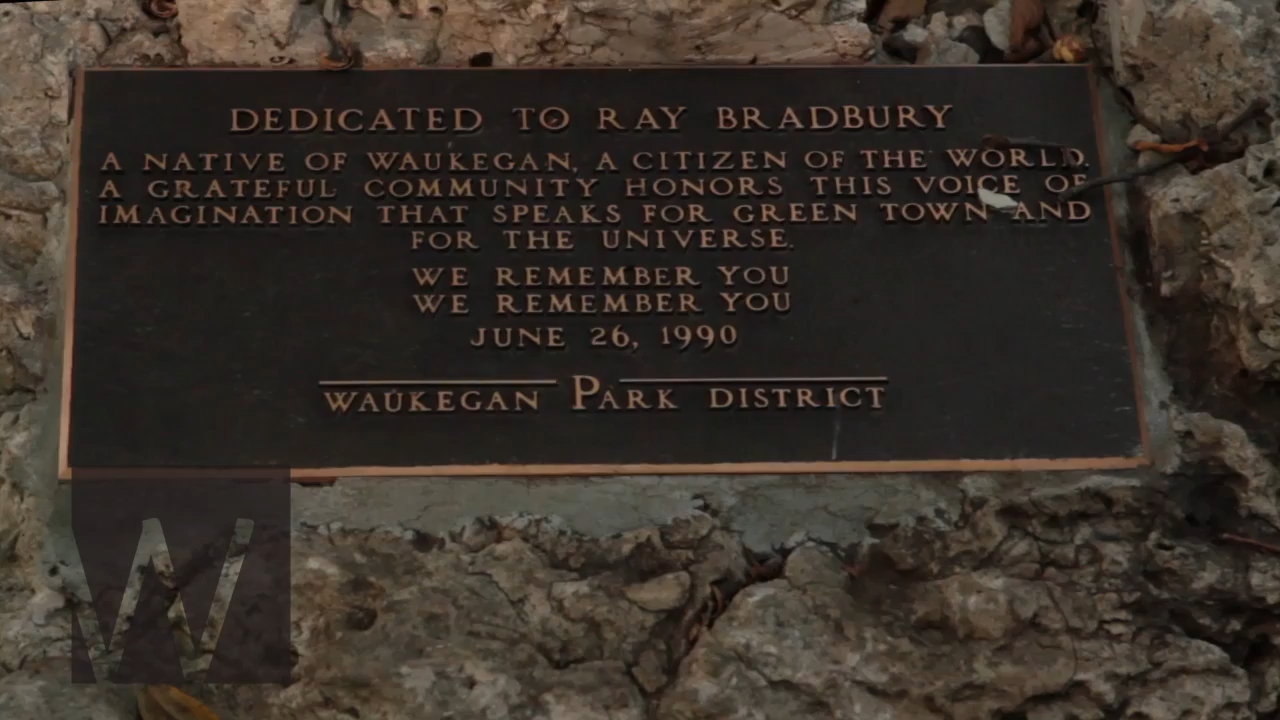 DEDICATED TO RAY BRADBURY
A NATIVE OF WAUKEGAN, A CITIZEN OF THE WORLD.
A GRATEFUL COMMUNITY HONORS THIS VOICE OF
IMAGINATION THAT SPEAKS FOR GREEN TOWN AND
FOR THE UNIVERSE.
WE REMEMBER YOU
WE REMEMBER YOU
JUNE 26, 1990
WAUKEGAN PARK DISTRICT
W